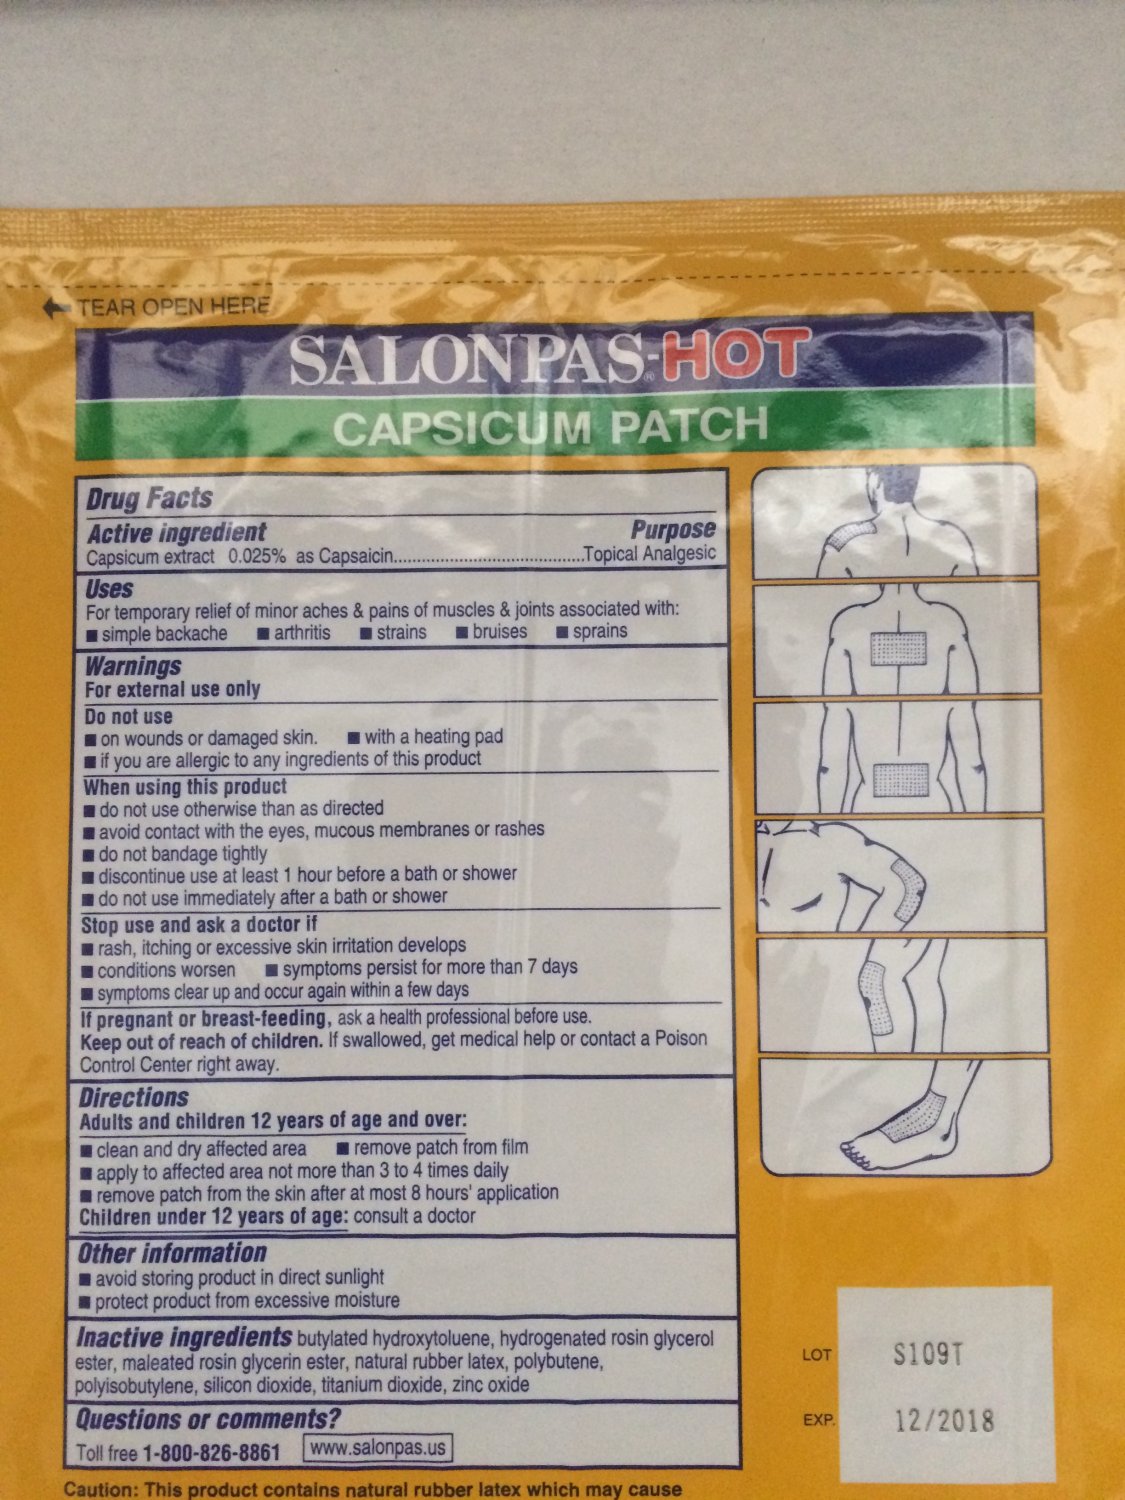 TEAR OPEN HERE
SALONPAS®-HOT
CAPSICUM PATCH
Drug Facts
Active ingredient Purpose
Capsicum extract 0.025% as Capsaicin.........................................Topical Analgesic
Uses
For temporary relief of minor aches & pains of muscles & joints associated with:
■ simple backache ■ arthritis ■ strains ■ bruises ■ sprains
Warnings
For external use only
Do not use
■ on wounds or damaged skin. ■ with a heating pad
■ if you are allergic to any ingredients of this product
When using this product
■ do not use otherwise than as directed
■ avoid contact with the eyes, mucous membranes or rashes
■ do not bandage tightly
■ discontinue use at least 1 hour before a bath or shower
■ do not use immediately after a bath or shower
Stop use and ask a doctor if
■ rash, itching or excessive skin irritation develops
■ conditions worsen ■ symptoms persist for more than 7 days
■ symptoms clear up and occur again within a few days
If pregnant or breast-feeding, ask a health professional before use.
Keep out of reach of children. If swallowed, get medical help or contact a Poison
Control Center right away.
Directions
Adults and children 12 years of age and over:
■ clean and dry affected area ■ remove patch from film
■ apply to affected area not more than 3 to 4 times daily
■ remove patch from the skin after at most 8 hours' application
Children under 12 years of age: consult a doctor
Other information
■ avoid storing product in direct sunlight
■ protect product from excessive moisture
Inactive ingredients butylated hydroxytoluene, hydrogenated rosin glycerol
ester, maleated rosin glycerin ester, natural rubber latex, polybutene,
polyisobutylene, silicon dioxide, titanium dioxide, zinc oxide
Questions or comments?
Toll free 1-800-826-8861 www.salonpas.us
Caution: This product contains natural rubber latex which may cause
LOT S109T
EXP. 12/2018